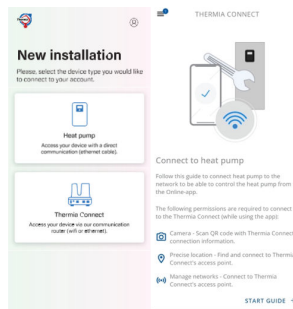 New installation
Please, select the device type you would like
to connect to your account.
Heat pump
Access your device with a direct
communication (ethernet cable).
Thermia Connect
Access your device via our communication
router (wifi or ethernet).
THERMIA CONNECT
Connect to heat pump
Follow this guide to connect heat pump to the
network to be able to control the heat pump from
the Online-app.
The following permissions are required to connect
to the Thermia Connect (while using the app):
Camera - Scan QR code with Thermia Connect
connection information.
Precise location - Find and connect to Thermia
Connect's access point.
Manage networks - Connect to Thermia
Connect's access point.
START GUIDE